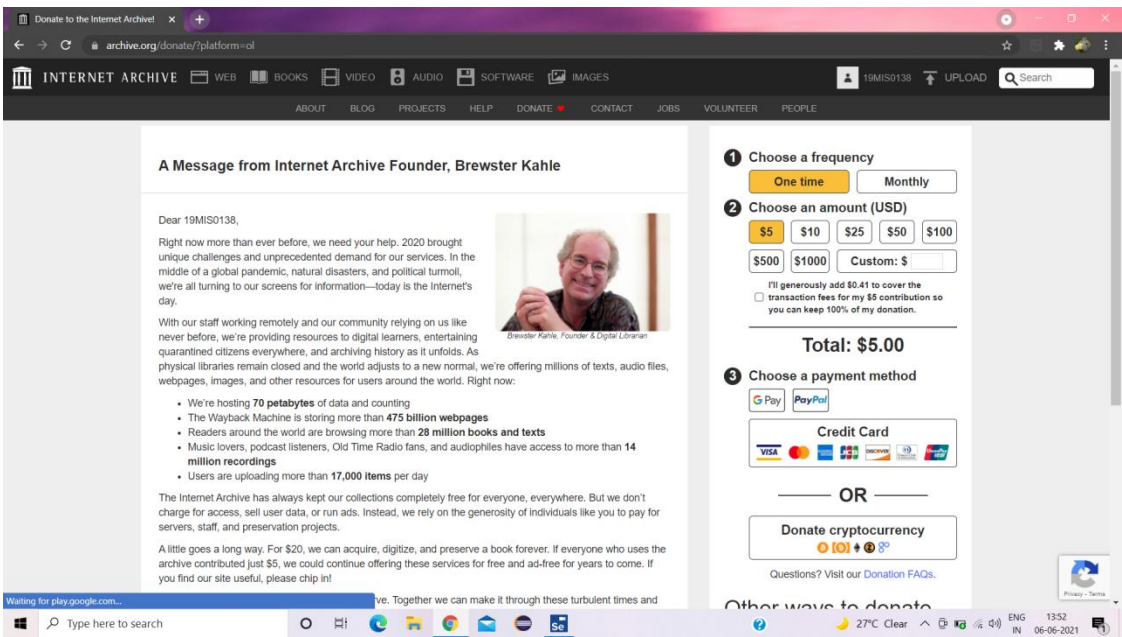 Donate to the Internet Archive!
archive.org/donate/?platform=ol
INTERNET ARCHIVE WEB BOOKS VIDEO AUDIO SOFTWARE IMAGES 19MIS0138 UPLOAD Search
ABOUT BLOG PROJECTS HELP DONATE CONTACT JOBS VOLUNTEER PEOPLE
A Message from Internet Archive Founder, Brewster Kahle
Dear 19MIS0138,
Right now more than ever before, we need your help. 2020 brought
unique challenges and unprecedented demand for our services. In the
middle of a global pandemic, natural disasters, and political turmoil,
we're all turning to our screens for information—today is the Internet's
day.
Brewster Kahle, Founder & Digital Librarian
With our staff working remotely and our community relying on us like
never before, we're providing resources to digital learners, entertaining
quarantined citizens everywhere, and archiving history as it unfolds. As
physical libraries remain closed and the world adjusts to a new normal, we're offering millions of texts, audio files,
webpages, images, and other resources for users around the world. Right now:
• We're hosting 70 petabytes of data and counting
• The Wayback Machine is storing more than 475 billion webpages
• Readers around the world are browsing more than 28 million books and texts
• Music lovers, podcast listeners, Old Time Radio fans, and audiophiles have access to more than 14
million recordings
• Users are uploading more than 17,000 items per day
The Internet Archive has always kept our collections completely free for everyone, everywhere. But we don't
charge for access, sell user data, or run ads. Instead, we rely on the generosity of individuals like you to pay for
servers, staff, and preservation projects.
A little goes a long way. For $20, we can acquire, digitize, and preserve a book forever. If everyone who uses the
archive contributed just $5, we could continue offering these services for free and ad-free for years to come. If
you find our site useful, please chip in!
rve. Together we can make it through these turbulent times and
1 Choose a frequency
One time Monthly
2 Choose an amount (USD)
$5 $10 $25 $50 $100
$500 $1000 Custom: $
I'll generously add $0.41 to cover the
transaction fees for my $5 contribution so
you can keep 100% of my donation.
Total: $5.00
3 Choose a payment method
G Pay PayPal
Credit Card
VISA JCB DISCOVER
OR
Donate cryptocurrency
Questions? Visit our Donation FAQs.
Other ways to donate
Privacy - Terms
Waiting for play.google.com...
Type here to search
Se
27°C Clear
ENG
IN
13:52
06-06-2021